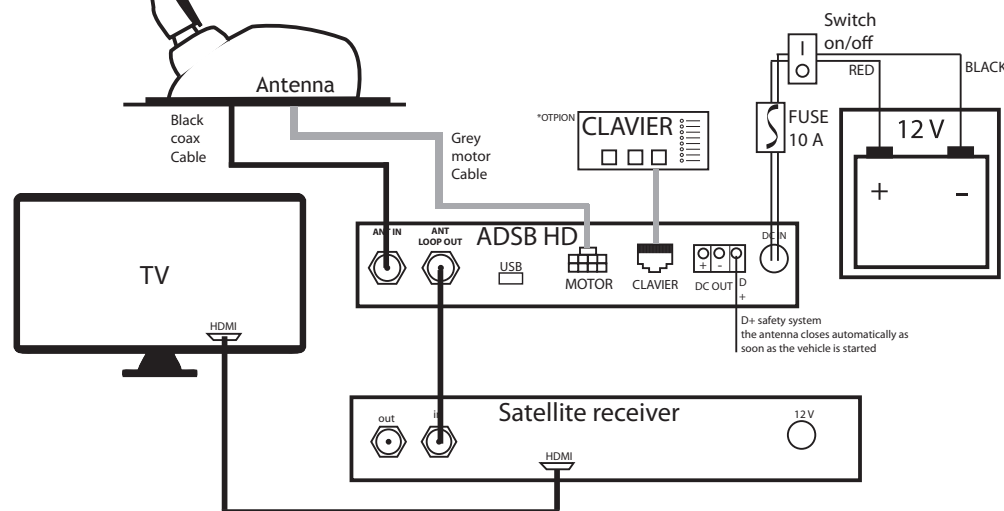 Switch
on/off
RED
BLACK
Antenna
Black
coax
Cable
Grey
motor
Cable
*OTPION
CLAVIER
FUSE
10 A
12 V
+
-
ANT IN
ANT
LOOP OUT
ADSB HD
USB
MOTOR
CLAVIER
+
-
DC OUT
D
+
DC IN
TV
HDMI
D+ safety system
the antenna closes automatically as
soon as the vehicle is started
Satellite receiver
out
in
12 V
HDMI